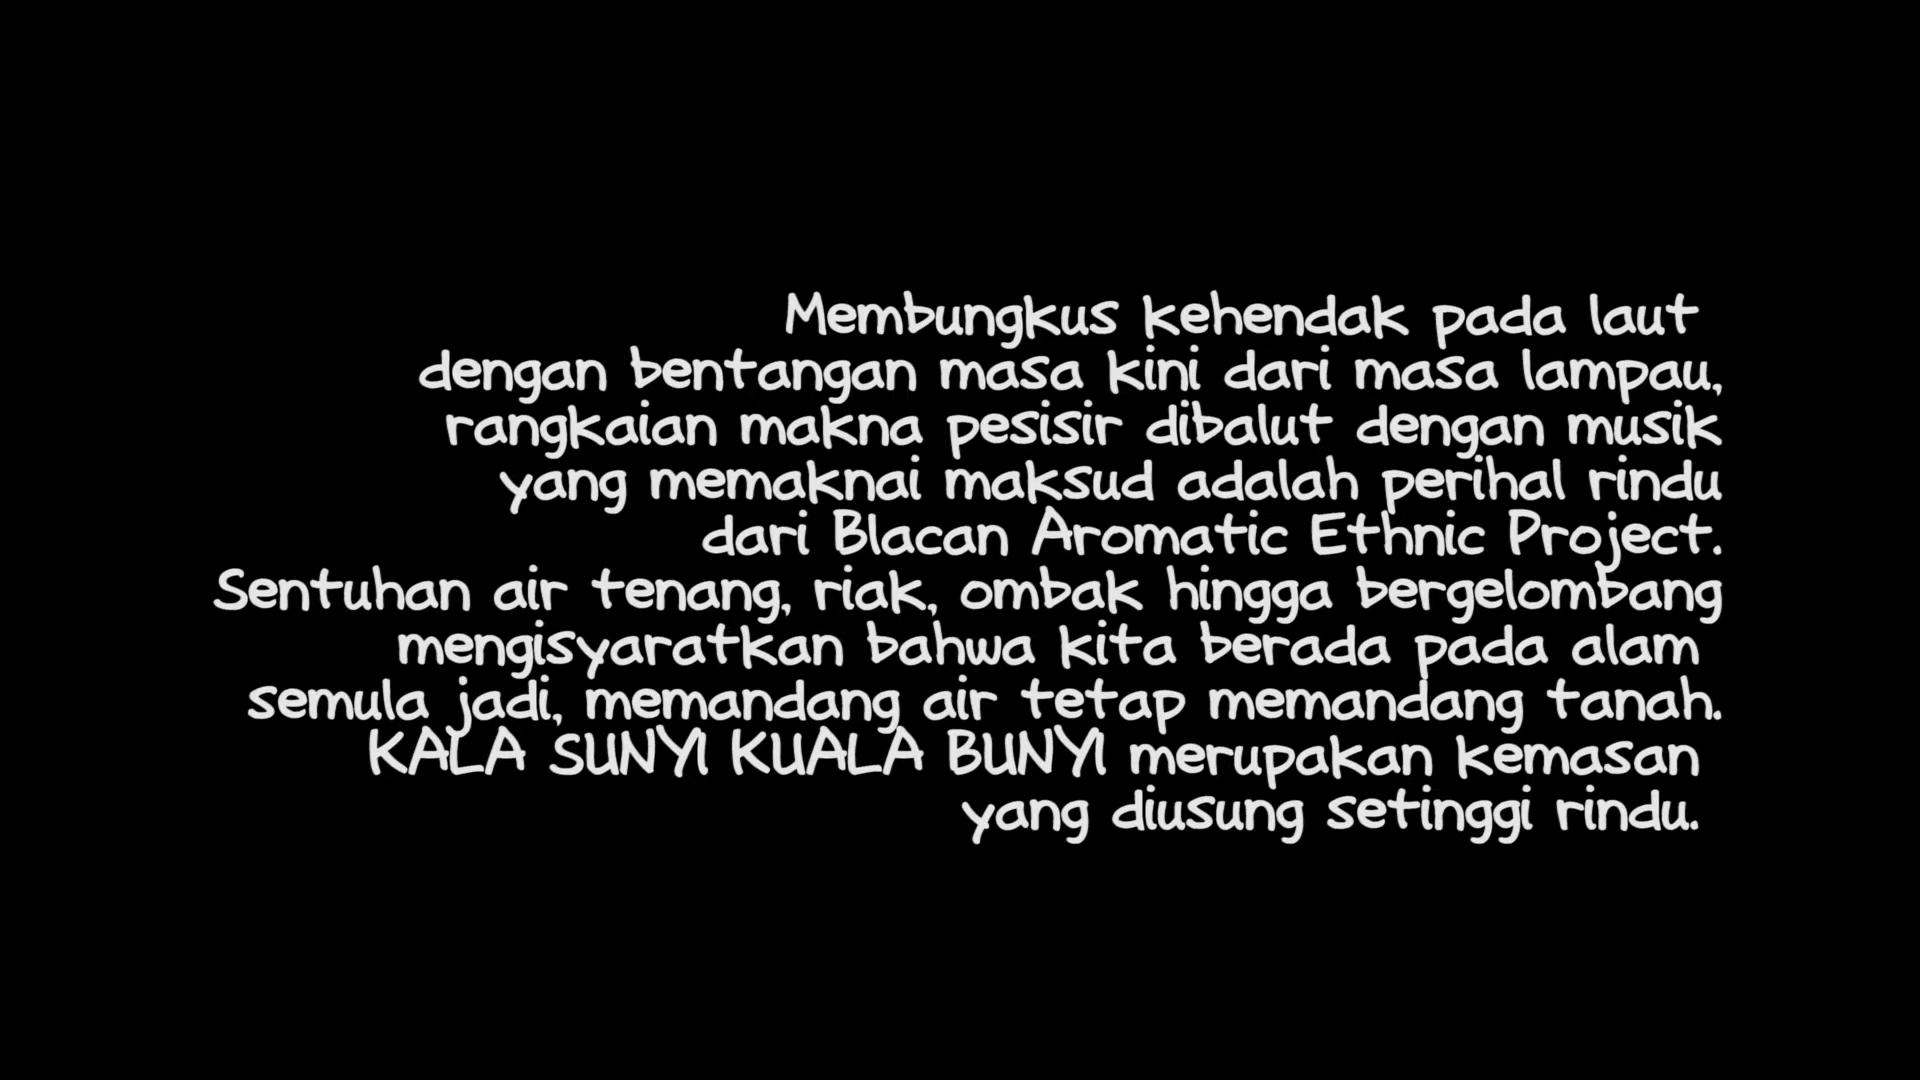 Membungkus kehendak pada laut
dengan bentangan masa kini dari masa lampau,
rangkaian makna pesisir dibalut dengan musik
yang memaknai maksud adalah perihal rindu
dari Blacan Aromatic Ethnic Project.
Sentuhan air tenang, riak, ombak hingga bergelombang
mengisyaratkan bahwa kita berada pada alam
semula jadi, memandang air tetap memandang tanah.
KALA SUNYI KUALA BUNYI merupakan kemasan
yang diusung setinggi rindu.